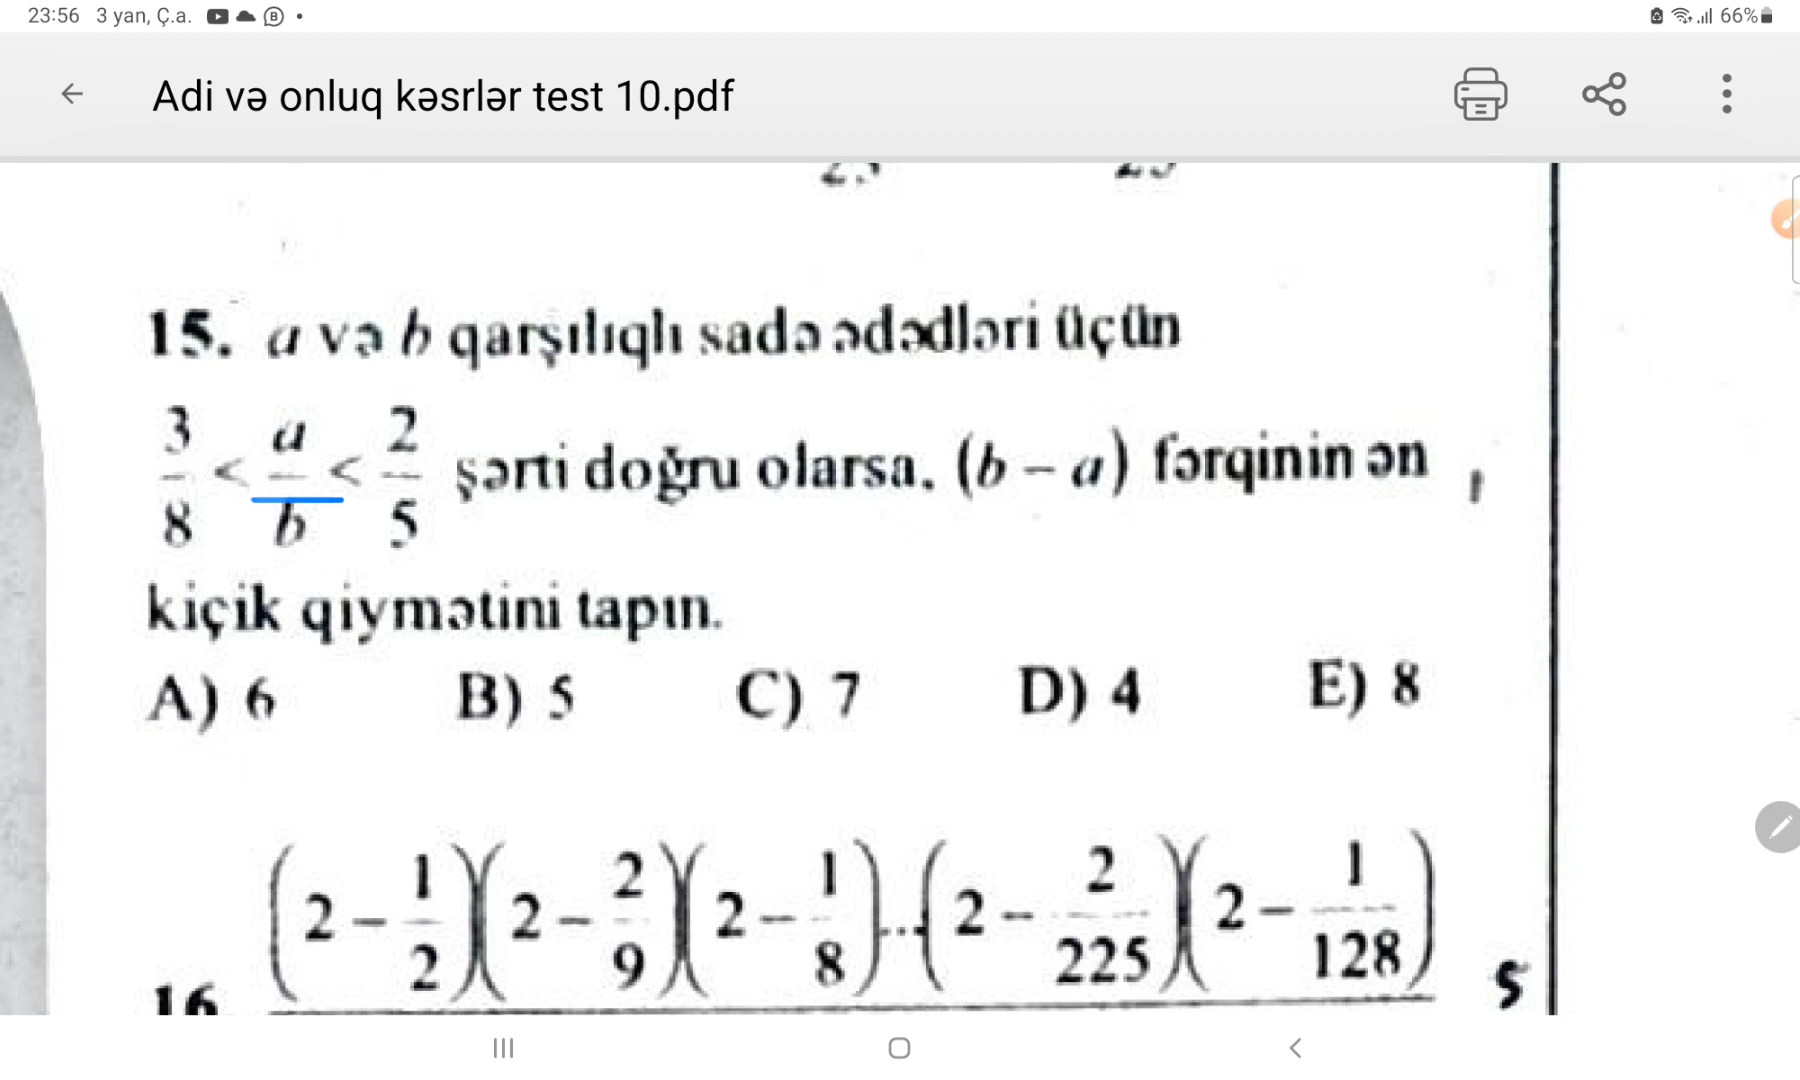 23:56 3 yan, Ç.a. 66%
Adi və onluq kəsrlər test 10.pdf
15. a və b qarşılıqlı sadə ədədləri üçün
3/8 < a/b < 2/5 şərti doğru olarsa, (b – a) fərqinin ən
kiçik qiymətini tapın.
A) 6 B) 5 C) 7 D) 4 E) 8
16 (2 – 1/2)(2 – 2/9)(2 – 1/8)...(2 – 2/225)(2 – 1/128)
5